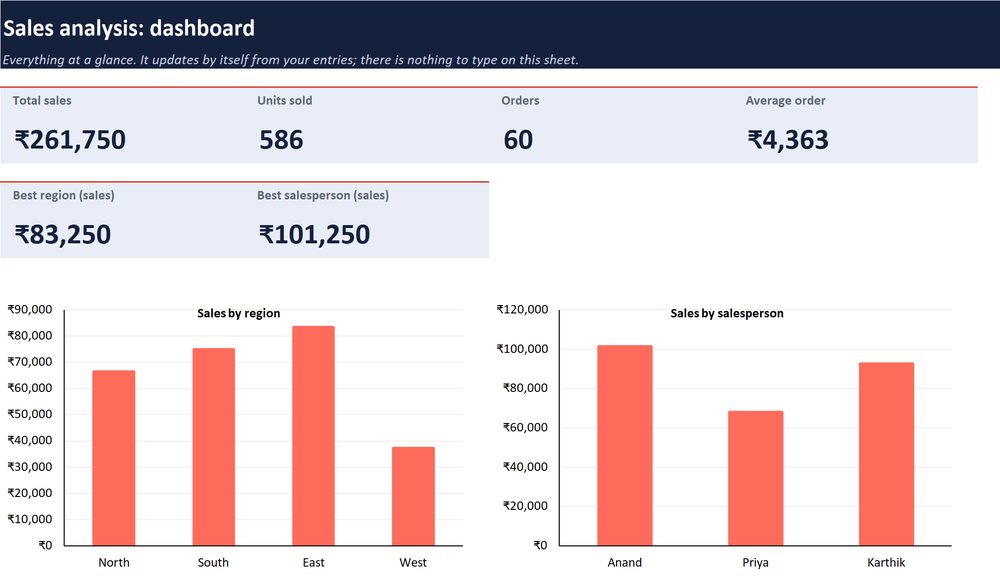 Sales analysis: dashboard
Everything at a glance. It updates by itself from your entries; there is nothing to type on this sheet.
Total sales
Units sold
Orders
Average order
₹261,750
586
60
₹4,363
Best region (sales)
Best salesperson (sales)
₹83,250
₹101,250
Sales by region
₹90,000
₹80,000
₹70,000
₹60,000
₹50,000
₹40,000
₹30,000
₹20,000
₹10,000
₹0
North
South
East
West
Sales by salesperson
₹120,000
₹100,000
₹80,000
₹60,000
₹40,000
₹20,000
₹0
Anand
Priya
Karthik